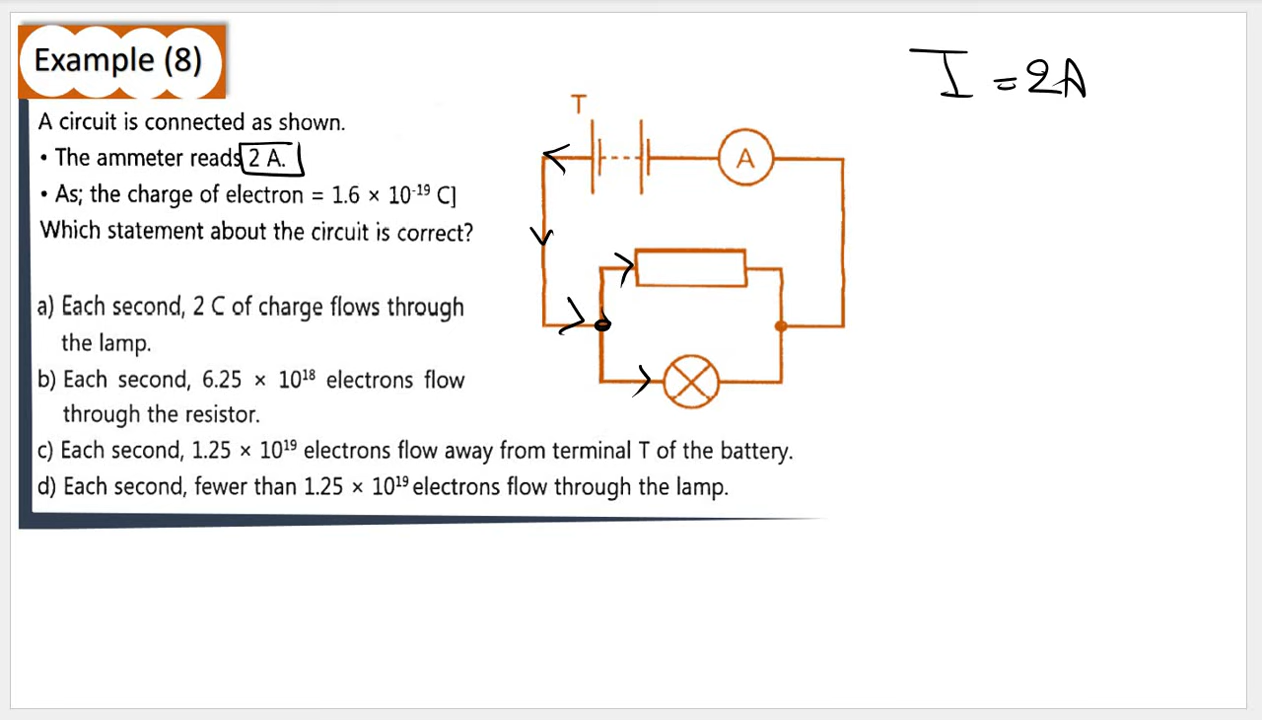 Example (8)
I = 2A
A circuit is connected as shown.
• The ammeter reads 2 A.
• As; the charge of electron = 1.6 × 10⁻¹⁹ C]
Which statement about the circuit is correct?
T
A
a) Each second, 2 C of charge flows through
the lamp.
b) Each second, 6.25 × 10¹⁸ electrons flow
through the resistor.
c) Each second, 1.25 × 10¹⁹ electrons flow away from terminal T of the battery.
d) Each second, fewer than 1.25 × 10¹⁹ electrons flow through the lamp.